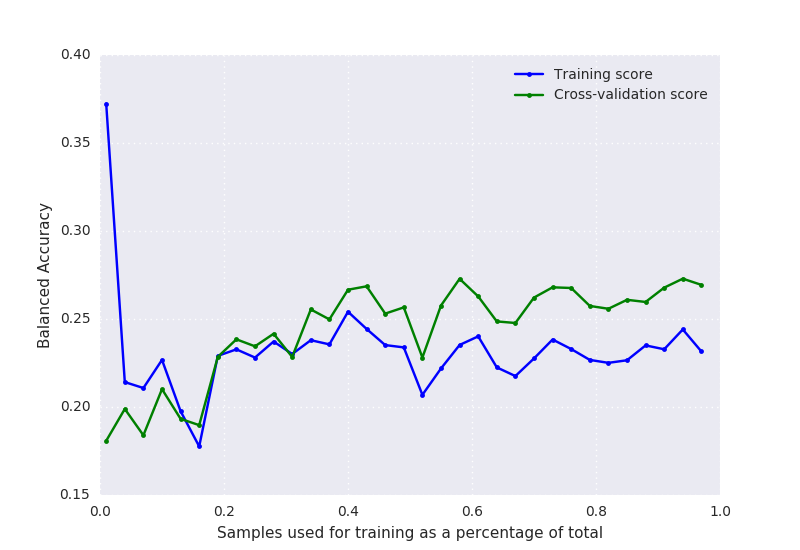 0.40
Training score
Cross-validation score
0.35
0.30
Balanced Accuracy
0.25
0.20
0.15
0.0 0.2 0.4 0.6 0.8 1.0
Samples used for training as a percentage of total